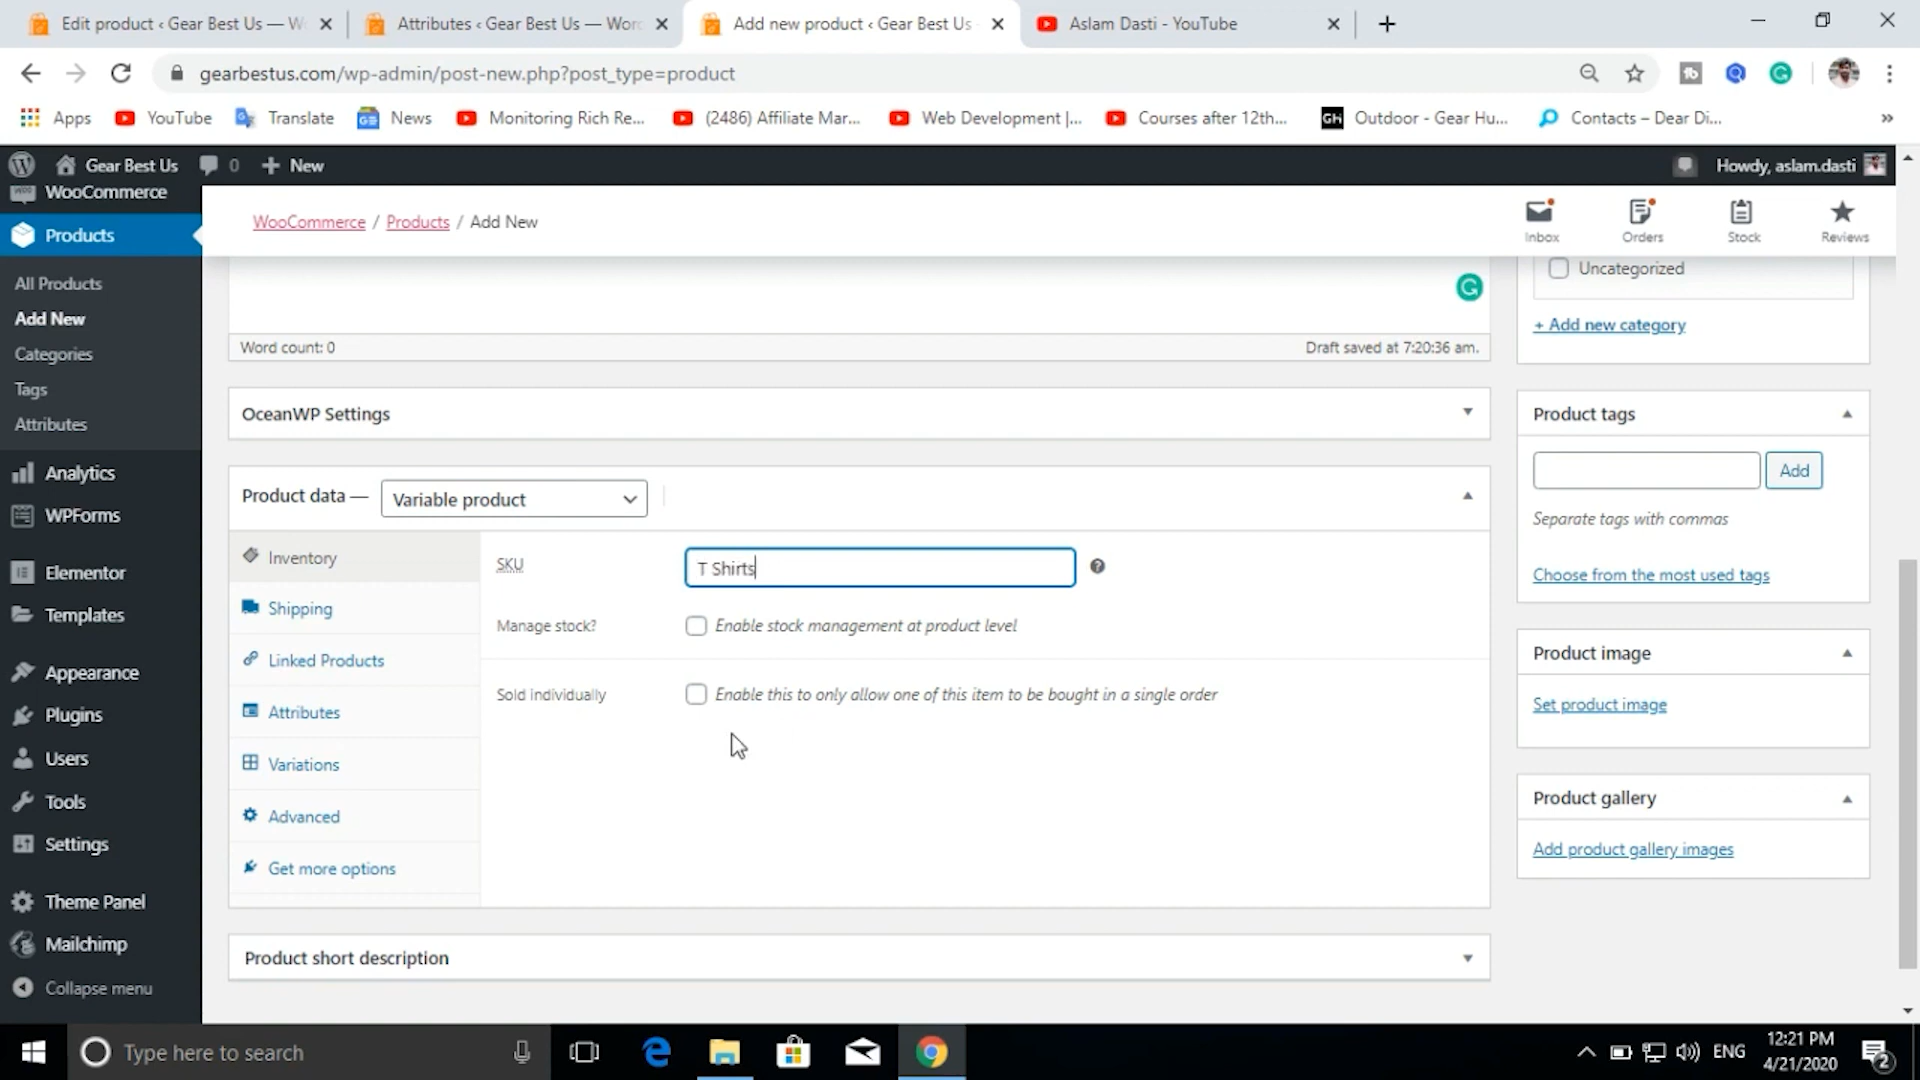 Edit product ‹ Gear Best Us — W
Attributes ‹ Gear Best Us — Wor
Add new product ‹ Gear Best Us
Aslam Dasti - YouTube
gearbestus.com/wp-admin/post-new.php?post_type=product
Apps
YouTube
Translate
News
Monitoring Rich Re...
(2486) Affiliate Mar...
Web Development |...
Courses after 12th...
GH
Outdoor - Gear Hu...
Contacts – Dear Di...
»
Gear Best Us
0
New
Howdy, aslam.dasti
WooCommerce
WooCommerce / Products / Add New
Inbox
Orders
Stock
Reviews
Products
All Products
Add New
Categories
Tags
Attributes
Analytics
WPForms
Elementor
Templates
Appearance
Plugins
Users
Tools
Settings
Theme Panel
Mailchimp
Collapse menu
Word count: 0
Draft saved at 7:20:36 am.
OceanWP Settings
Product data —
Variable product
Inventory
Shipping
Linked Products
Attributes
Variations
Advanced
Get more options
SKU
T Shirts
Manage stock?
Enable stock management at product level
Sold individually
Enable this to only allow one of this item to be bought in a single order
Product short description
Uncategorized
+ Add new category
Product tags
Add
Separate tags with commas
Choose from the most used tags
Product image
Set product image
Product gallery
Add product gallery images
Type here to search
ENG
12:21 PM
4/21/2020
2